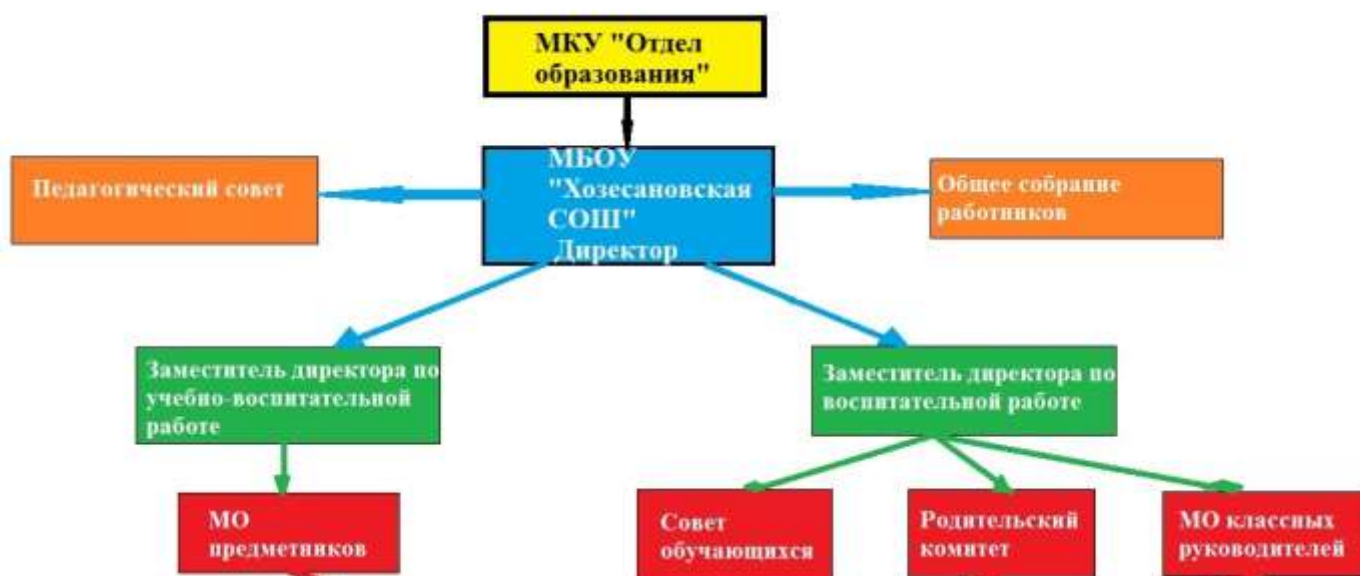 МКУ "Отдел
образования"
Педагогический совет
МБОУ
"Хозесановская
СОШ"
Директор
Общее собрание
работников
Заместитель директора по
учебно-воспитательной
работе
Заместитель директора по
воспитательной работе
МО
предметников
Совет
обучающихся
Родительский
комитет
МО классных
руководителей